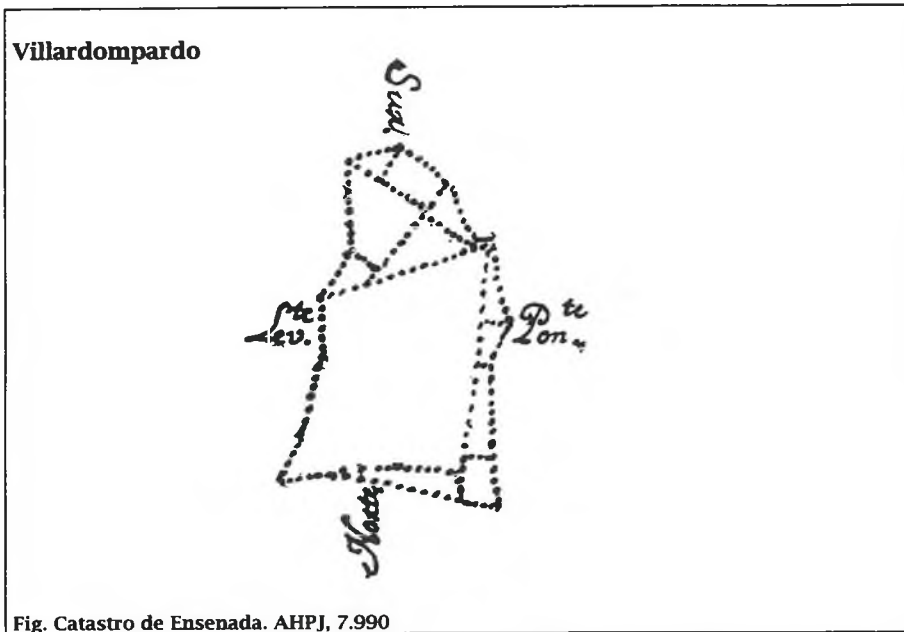 Villardompardo
Sur
Lev.te
Pon.te
Norte
Fig. Catastro de Ensenada. AHPJ, 7.990